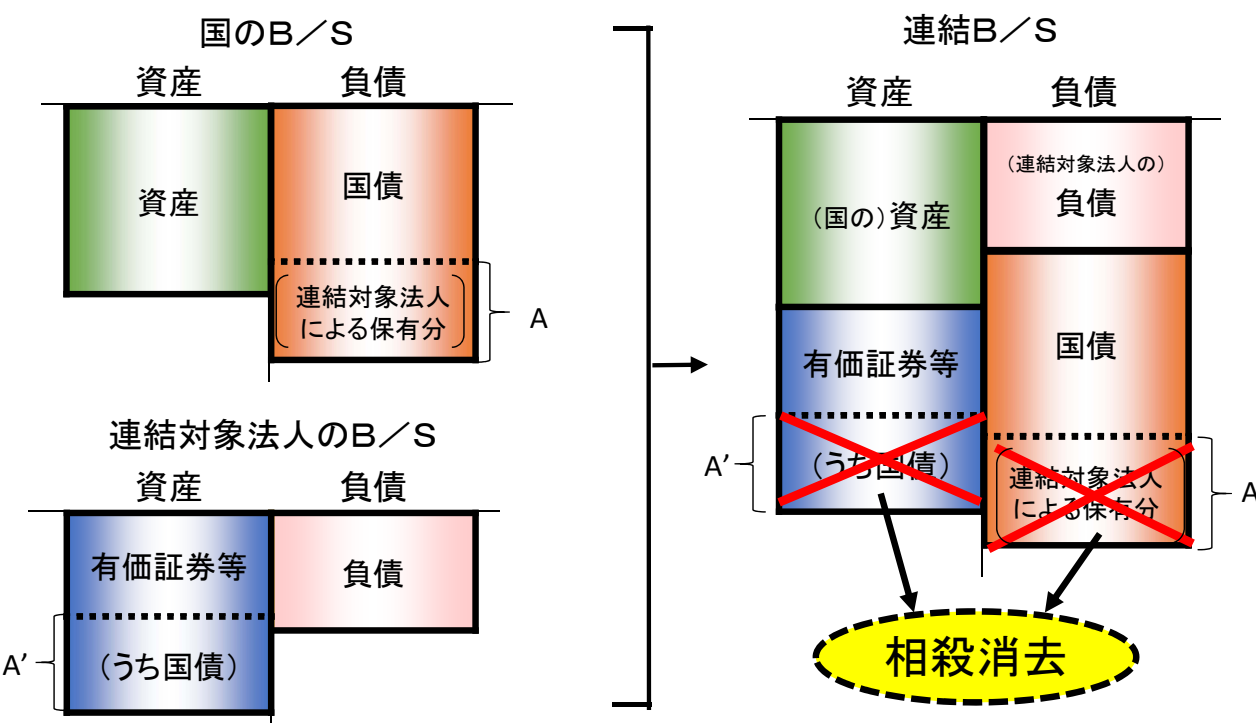 国のB／S
資産
負債
資産
国債
連結対象法人
による保有分
A
連結対象法人のB／S
資産
負債
有価証券等
(うち国債)
A’
負債
連結B／S
資産
負債
(国の)資産
(連結対象法人の)
負債
有価証券等
(うち国債)
A’
国債
連結対象法人
による保有分
A
相殺消去